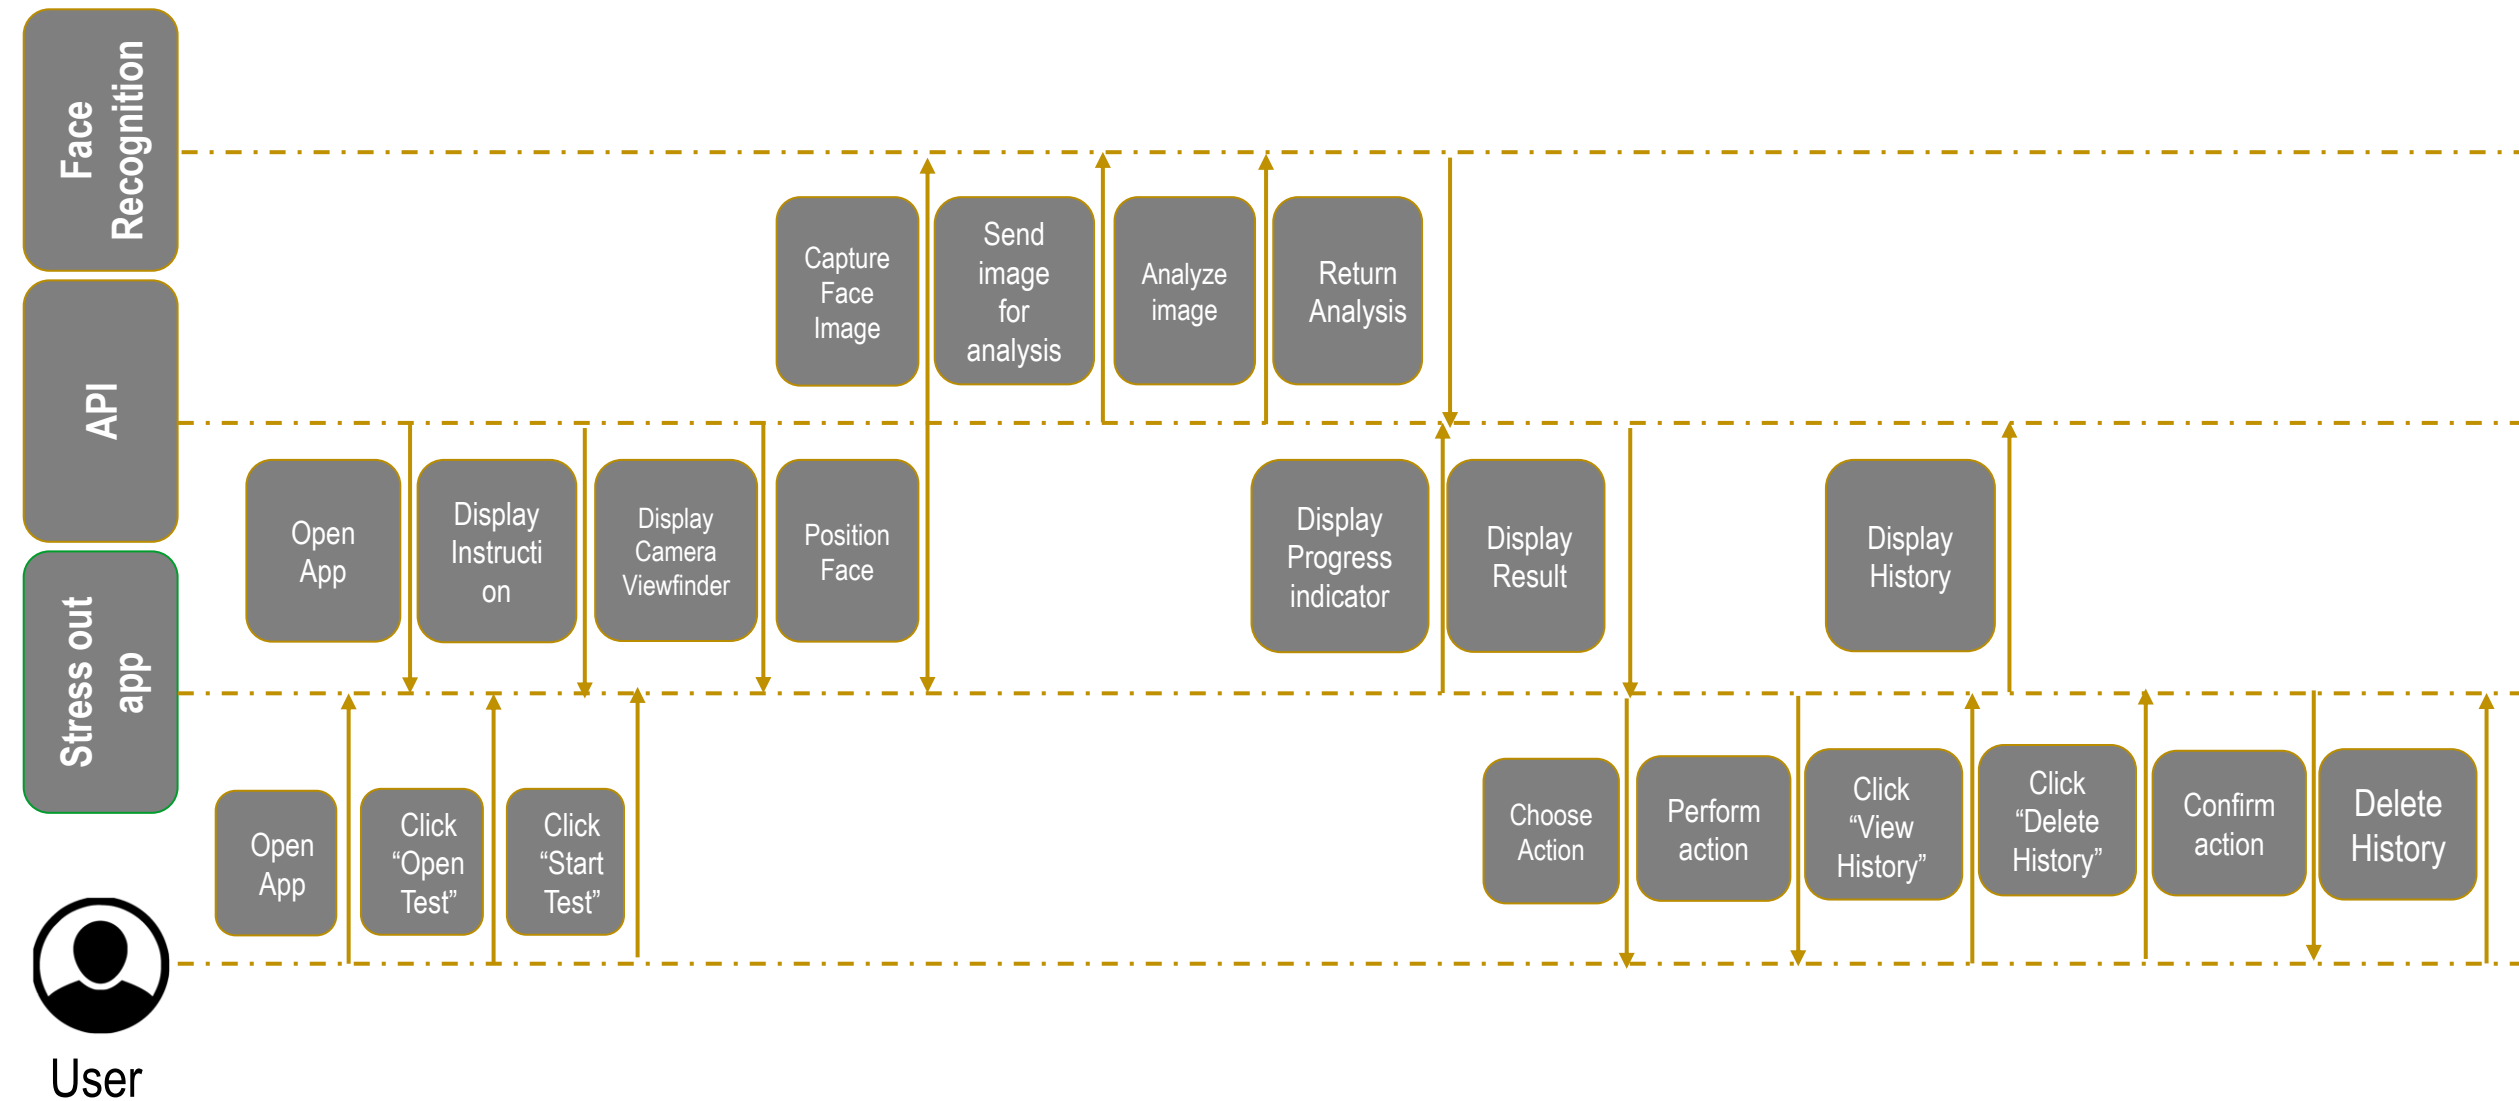 Face
Recognition
API
Stress out
app
User
Capture
Face
Image
Send
image
for
analysis
Analyze
image
Return
Analysis
Open
App
Display
Instructi
on
Display
Camera
Viewfinder
Position
Face
Display
Progress
indicator
Display
Result
Display
History
Open
App
Click
“Open
Test”
Click
“Start
Test”
Choose
Action
Perform
action
Click
“View
History”
Click
“Delete
History”
Confirm
action
Delete
History